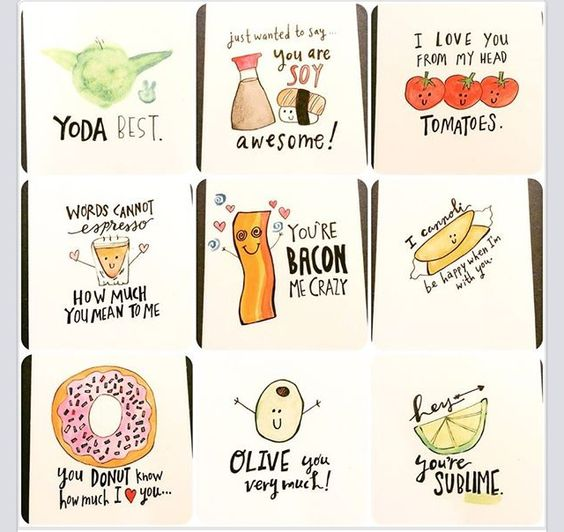 YODA BEST.
just wanted to say...
you are
SOY
awesome!
I LOVE YOU
FROM MY HEAD
TOMATOES.
WORDS CANNOT
espresso
HOW MUCH
YOU MEAN TO ME
YOU'RE
BACON
ME CRAZY
I cannoli
be happy when I'm
with you.
you DONUT know
how much I ❤ you...
OLIVE you
very much!
hey
you're
SUBLIME.